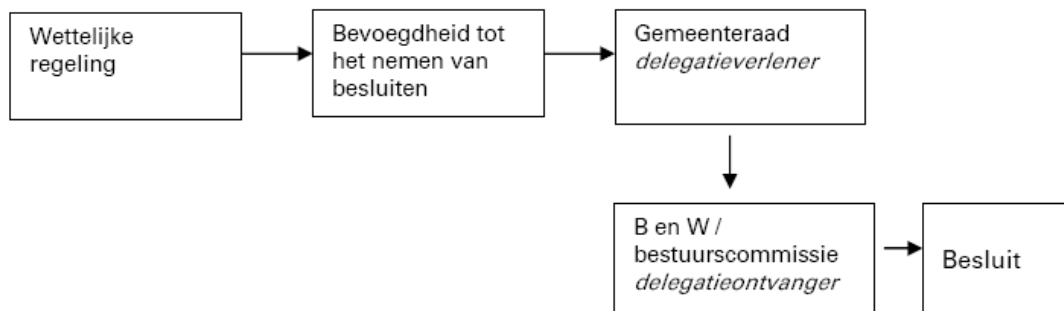 Wettelijke
regeling
Bevoegdheid tot
het nemen van
besluiten
Gemeenteraad
delegatieverlener
B en W /
bestuurscommissie
delegatieontvanger
Besluit